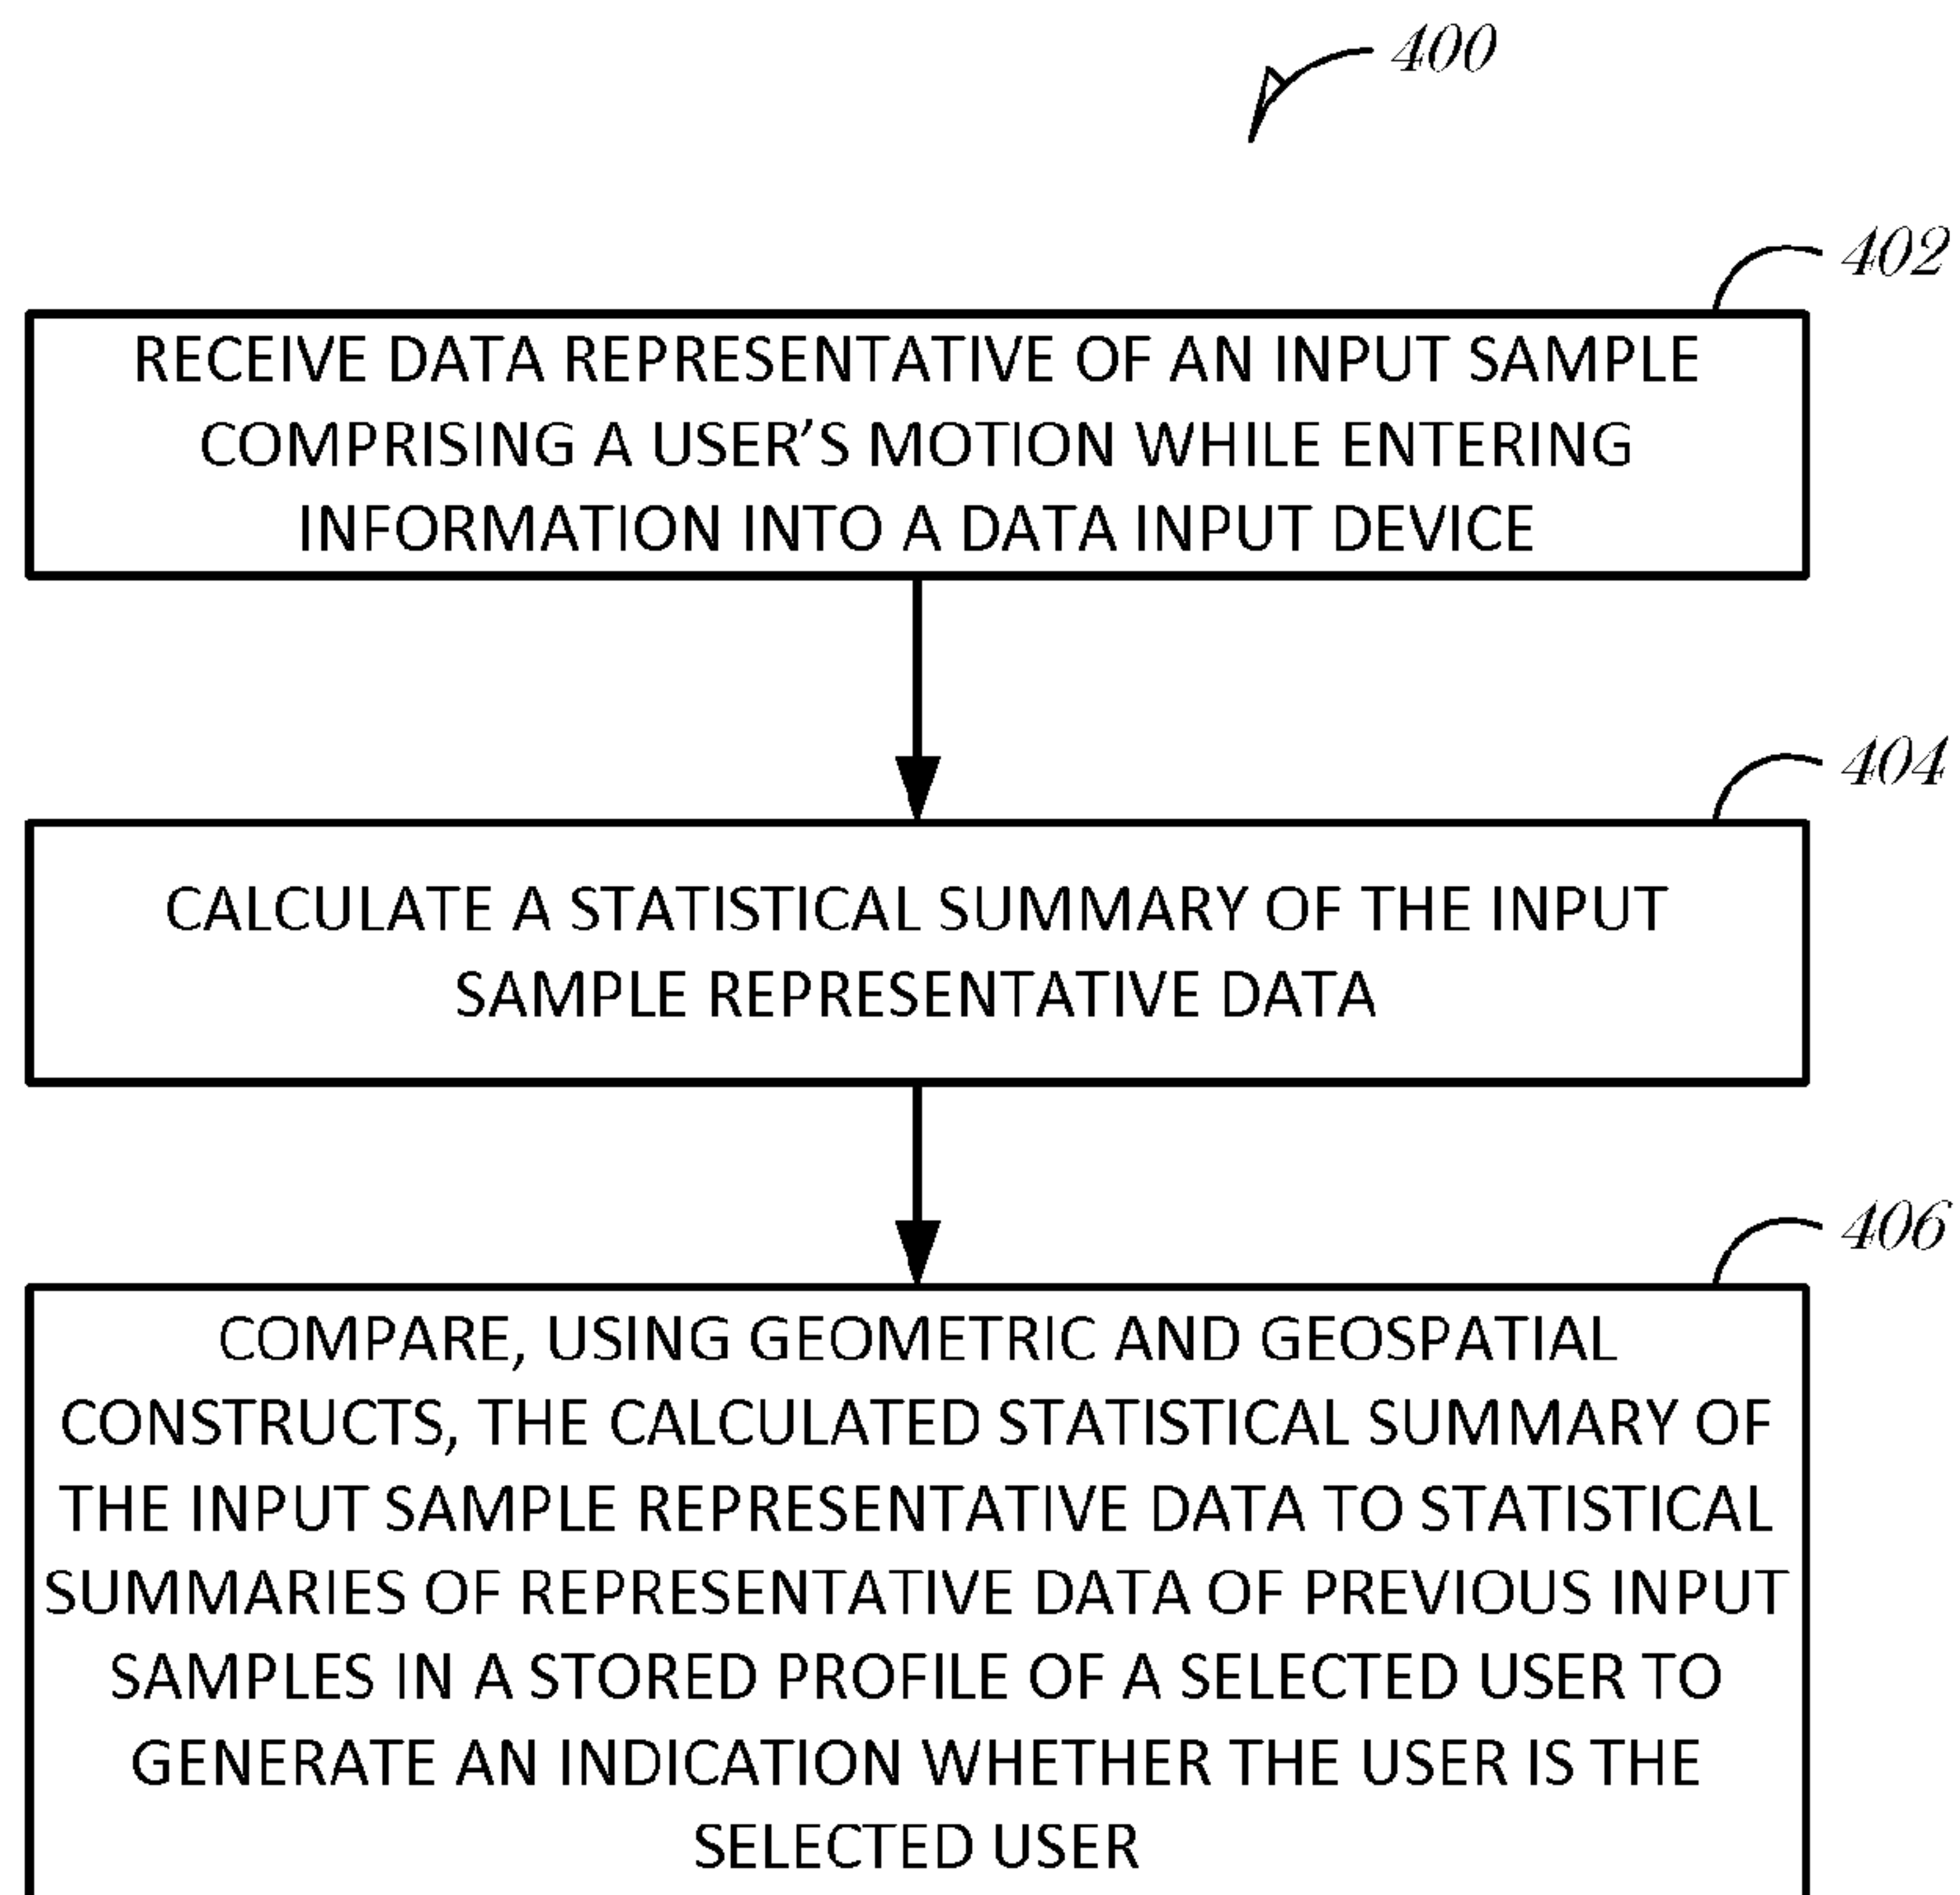 400
402
RECEIVE DATA REPRESENTATIVE OF AN INPUT SAMPLE
COMPRISING A USER'S MOTION WHILE ENTERING
INFORMATION INTO A DATA INPUT DEVICE
404
CALCULATE A STATISTICAL SUMMARY OF THE INPUT
SAMPLE REPRESENTATIVE DATA
406
COMPARE, USING GEOMETRIC AND GEOSPATIAL
CONSTRUCTS, THE CALCULATED STATISTICAL SUMMARY OF
THE INPUT SAMPLE REPRESENTATIVE DATA TO STATISTICAL
SUMMARIES OF REPRESENTATIVE DATA OF PREVIOUS INPUT
SAMPLES IN A STORED PROFILE OF A SELECTED USER TO
GENERATE AN INDICATION WHETHER THE USER IS THE
SELECTED USER